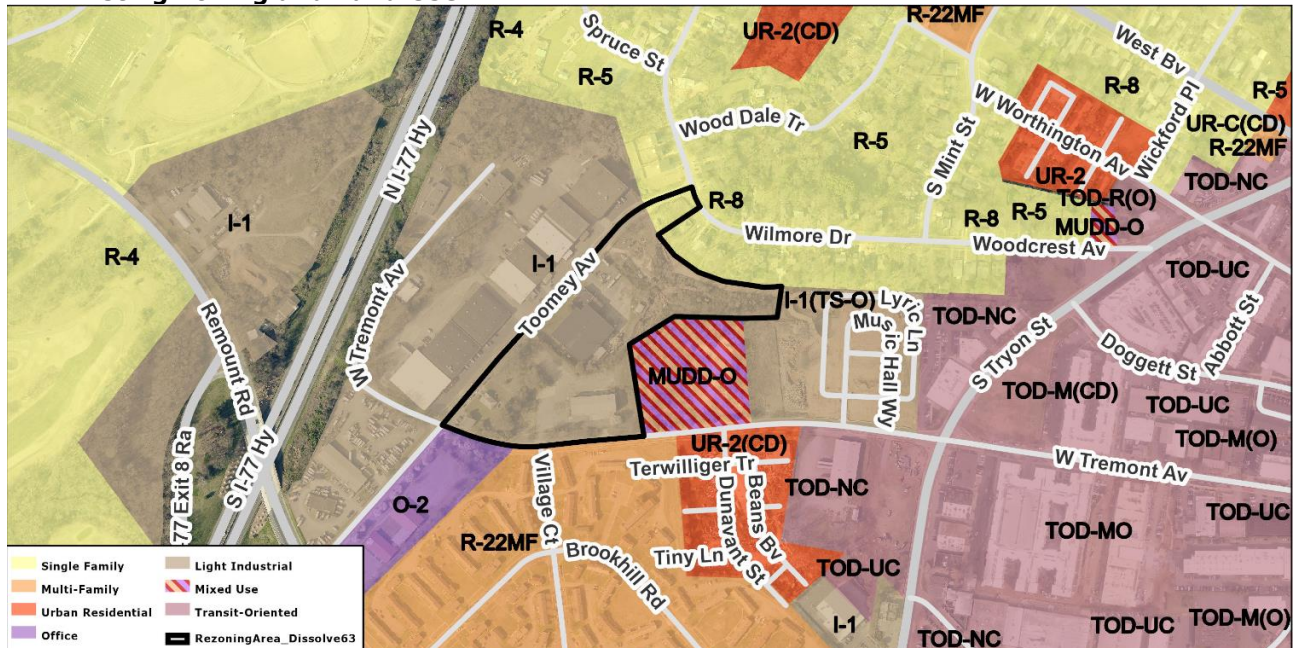 R-4
R-5
Spruce St
UR-2(CD)
R-22MF
West Bv
R-8
R-5
W Worthington Av
Wickford Pl
UR-C(CD)
R-22MF
Wood Dale Tr
R-5
S Mint St
UR-2
TOD-NC
TOD-R(O)
N I-77 Hy
I-1
R-8
R-8
R-5
MUDD-O
Wilmore Dr
Woodcrest Av
R-4
W Tremont Av
I-1
Toomey Av
TOD-UC
I-1(TS-O)
Lyric Ln
Music Hall Wy
TOD-NC
S Tryon St
Doggett St
Abbott St
Remount Rd
MUDD-O
TOD-M(CD)
TOD-UC
TOD-M(O)
S I-77 Hy
77 Exit 8 Ra
UR-2(CD)
W Tremont Av
O-2
Village Ct
Terwilliger Tr
Beans Bv
Dunavant St
TOD-NC
TOD-UC
TOD-MO
R-22MF
Brookhill Rd
Tiny Ln
TOD-UC
I-1
TOD-NC
TOD-UC
TOD-M(O)
Single Family
Multi-Family
Urban Residential
Office
Light Industrial
Mixed Use
Transit-Oriented
RezoningArea_Dissolve63